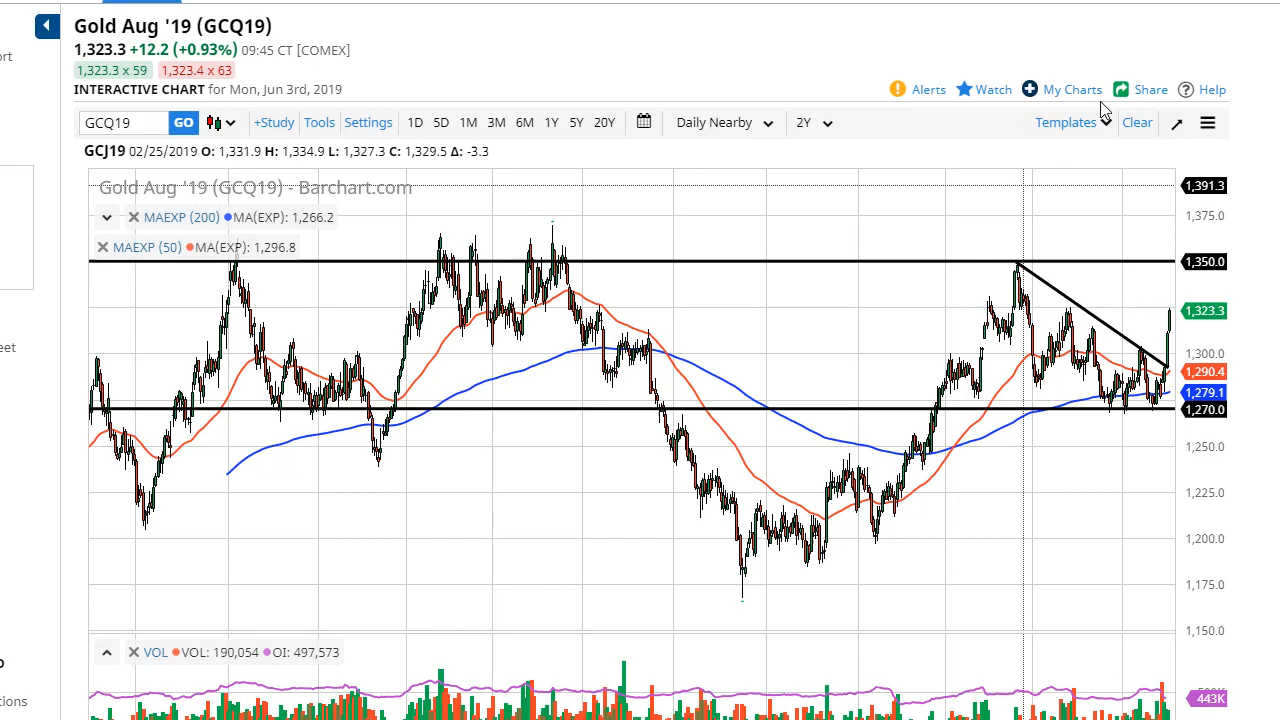 Gold Aug '19 (GCQ19)
1,323.3 +12.2 (+0.93%) 09:45 CT [COMEX]
ort
1,323.3 x 59 1,323.4 x 63
INTERACTIVE CHART for Mon, Jun 3rd, 2019
Alerts Watch My Charts Share Help
GCQ19 GO +Study Tools Settings 1D 5D 1M 3M 6M 1Y 5Y 20Y Daily Nearby 2Y Templates Clear
GCJ19 02/25/2019 O: 1,331.9 H: 1,334.9 L: 1,327.3 C: 1,329.5 Δ: -3.3
Gold Aug '19 (GCQ19) - Barchart.com
1,391.3
MAEXP (200) MA(EXP): 1,266.2
1,375.0
MAEXP (50) MA(EXP): 1,296.8
1,350.0
1,323.3
eet
1,300.0
1,290.4
1,279.1
1,270.0
1,250.0
1,225.0
1,200.0
1,175.0
1,150.0
VOL VOL: 190,054 OI: 497,573
443K
tions